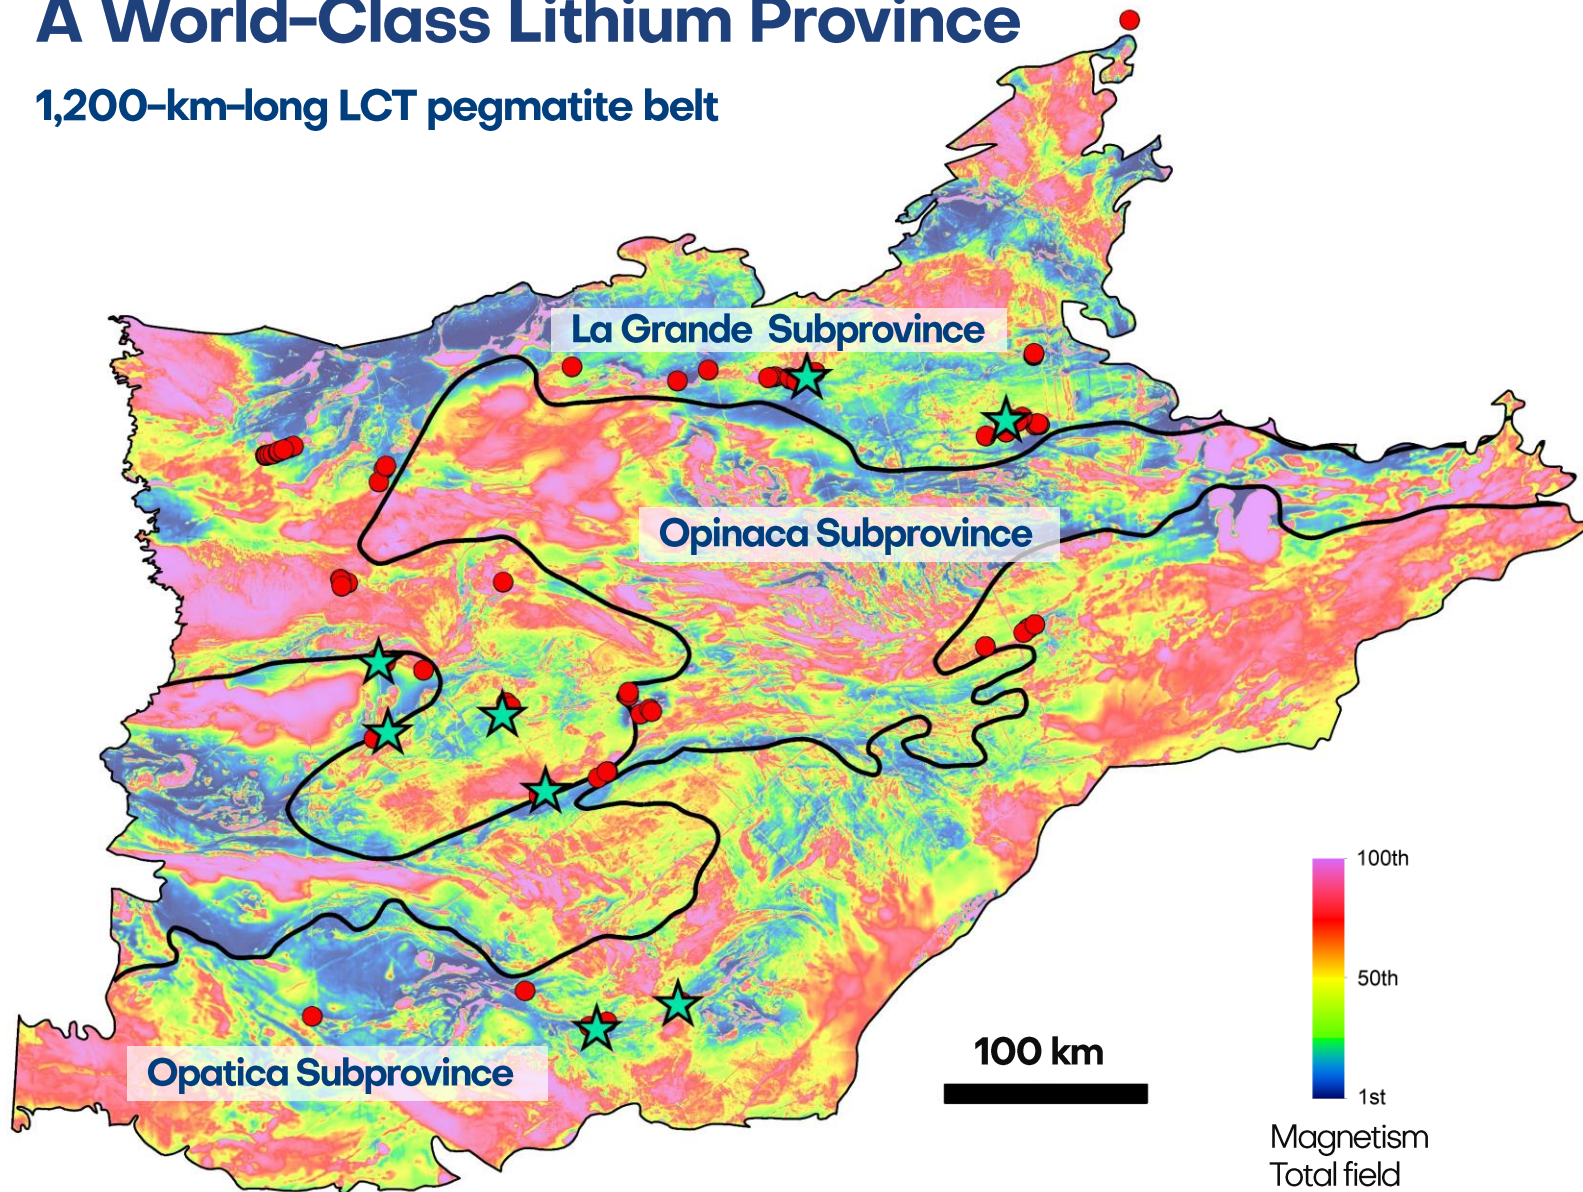 A World-Class Lithium Province
1,200-km-long LCT pegmatite belt
La Grande Subprovince
Opinaca Subprovince
Opatica Subprovince
100 km
100th
50th
1st
Magnetism
Total field